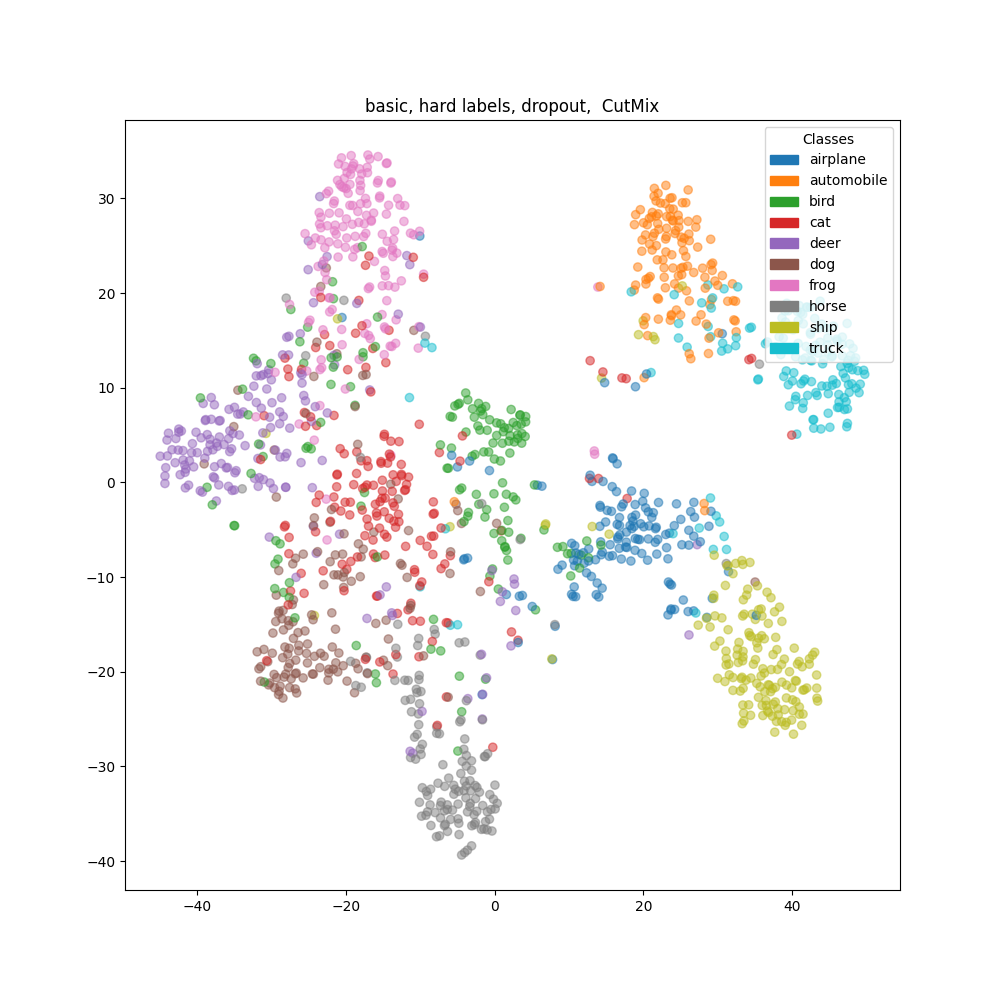 basic, hard labels, dropout,  CutMix
Classes
airplane
automobile
bird
cat
deer
dog
frog
horse
ship
truck
30
20
10
0
−10
−20
−30
−40
−40
−20
0
20
40